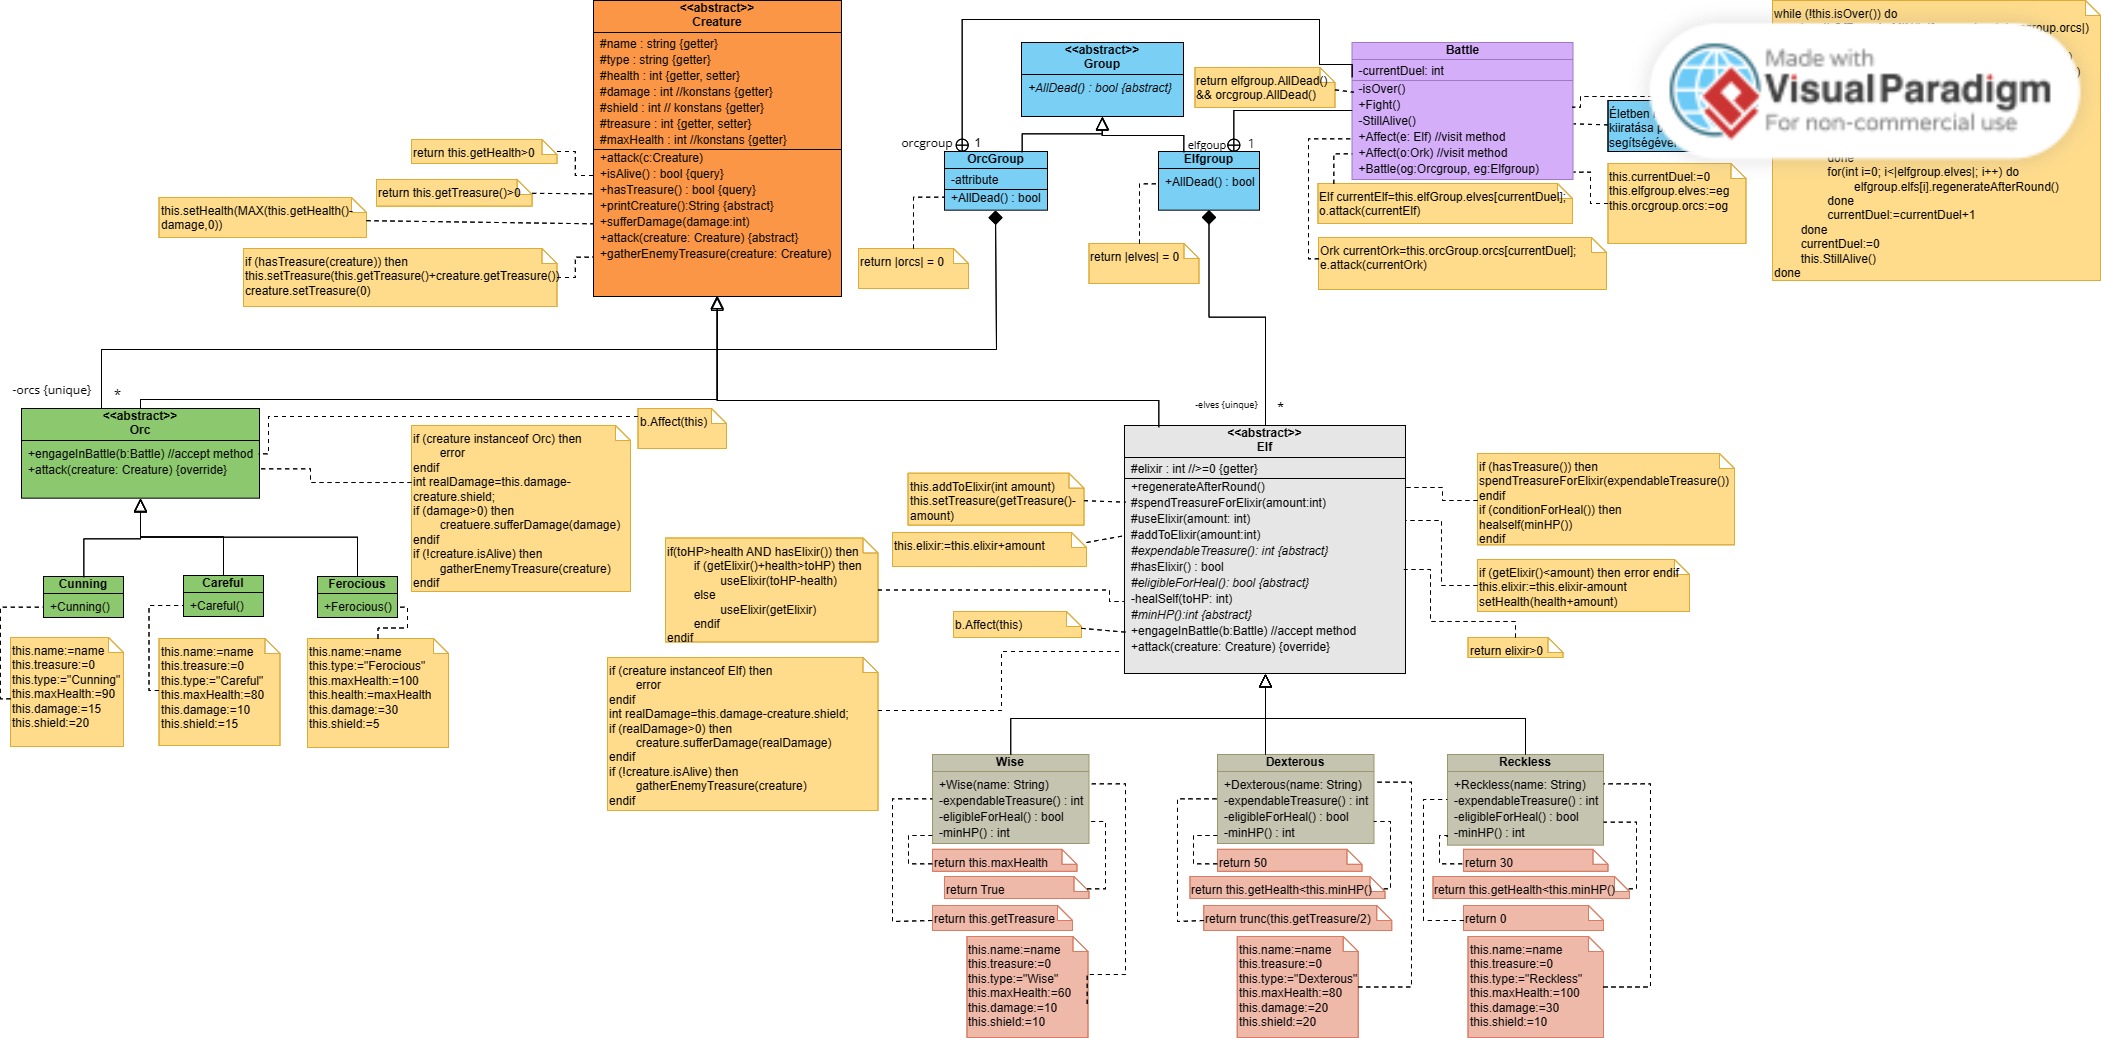 <<abstract>>
Creature
#name : string {getter}
#type : string {getter}
#health : int {getter, setter}
#damage : int //konstans {getter}
#shield : int // konstans {getter}
#treasure : int {getter, setter}
#maxHealth : int //konstans {getter}
+attack(c:Creature)
+isAlive() : bool {query}
+hasTreasure() : bool {query}
+printCreature():String {abstract}
+sufferDamage(damage:int)
+attack(creature: Creature) {abstract}
+gatherEnemyTreasure(creature: Creature)
return this.getHealth>0
return this.getTreasure()>0
this.setHealth(MAX(this.getHealth()-
damage,0))
if (hasTreasure(creature)) then
this.setTreasure(this.getTreasure()+creature.getTreasure())
creature.setTreasure(0)
<<abstract>>
Group
+AllDead() : bool {abstract}
orcgroup
1
OrcGroup
-attribute
+AllDead() : bool
return |orcs| = 0
elfgroup
1
Elfgroup
+AllDead() : bool
return |elves| = 0
return elfgroup.AllDead()
&& orcgroup.AllDead()
Battle
-currentDuel: int
-isOver()
+Fight()
-StillAlive()
+Affect(e: Elf) //visit method
+Affect(o:Ork) //visit method
+Battle(og:Orcgroup, eg:Elfgroup)
Elf currentElf=this.elfGroup.elves[currentDuel];
o.attack(currentElf)
Ork currentOrk=this.orcGroup.orcs[currentDuel];
e.attack(currentOrk)
Életben
kiiratása
segítségéve
this.currentDuel:=0
this.elfgroup.elves:=eg
this.orcgroup.orcs:=og
while (!this.isOver()) do
group.orcs|)
Made with
Visual Paradigm
For non-commercial use
done
for(int i=0; i<|elfgroup.elves|; i++) do
elfgroup.elfs[i].regenerateAfterRound()
done
currentDuel:=currentDuel+1
done
currentDuel:=0
this.StillAlive()
done
-orcs {unique}
*
<<abstract>>
Orc
+engageInBattle(b:Battle) //accept method
+attack(creature: Creature) {override}
b.Affect(this)
if (creature instanceof Orc) then
error
endif
int realDamage=this.damage-
creature.shield;
if (damage>0) then
creatuere.sufferDamage(damage)
endif
if (!creature.isAlive) then
gatherEnemyTreasure(creature)
endif
Cunning
+Cunning()
Careful
+Careful()
Ferocious
+Ferocious()
this.name:=name
this.treasure:=0
this.type:="Cunning"
this.maxHealth:=90
this.damage:=15
this.shield:=20
this.name:=name
this.treasure:=0
this.type:="Careful"
this.maxHealth:=80
this.damage:=10
this.shield:=15
this.name:=name
this.type:="Ferocious"
this.maxHealth:=100
this.health:=maxHealth
this.damage:=30
this.shield:=5
-elves {uinque}
*
<<abstract>>
Elf
#elixir : int //>=0 {getter}
+regenerateAfterRound()
#spendTreasureForElixir(amount:int)
#useElixir(amount: int)
#addToElixir(amount:int)
#expendableTreasure(): int {abstract}
#hasElixir() : bool
#eligibleForHeal(): bool {abstract}
-healSelf(toHP: int)
#minHP():int {abstract}
+engageInBattle(b:Battle) //accept method
+attack(creature: Creature) {override}
this.addToElixir(int amount)
this.setTreasure(getTreasure()-
amount)
this.elixir:=this.elixir+amount
if(toHP>health AND hasElixir()) then
if (getElixir()+health>toHP) then
useElixir(toHP-health)
else
useElixir(getElixir)
endif
endif
b.Affect(this)
if (creature instanceof Elf) then
error
endif
int realDamage=this.damage-creature.shield;
if (realDamage>0) then
creature.sufferDamage(realDamage)
endif
if (!creature.isAlive) then
gatherEnemyTreasure(creature)
endif
if (hasTreasure()) then
spendTreasureForElixir(expendableTreasure())
endif
if (conditionForHeal()) then
healself(minHP())
endif
if (getElixir()<amount) then error endif
this.elixir:=this.elixir-amount
setHealth(health+amount)
return elixir>0
Wise
+Wise(name: String)
-expendableTreasure() : int
-eligibleForHeal() : bool
-minHP() : int
return this.maxHealth
return True
return this.getTreasure
this.name:=name
this.treasure:=0
this.type:="Wise"
this.maxHealth:=60
this.damage:=10
this.shield:=10
Dexterous
+Dexterous(name: String)
-expendableTreasure() : int
-eligibleForHeal() : bool
-minHP() : int
return 50
return this.getHealth<this.minHP()
return trunc(this.getTreasure/2)
this.name:=name
this.treasure:=0
this.type:="Dexterous"
this.maxHealth:=80
this.damage:=20
this.shield:=20
Reckless
+Reckless(name: String)
-expendableTreasure() : int
-eligibleForHeal() : bool
-minHP() : int
return 30
return this.getHealth<this.minHP()
return 0
this.name:=name
this.treasure:=0
this.type:="Reckless"
this.maxHealth:=100
this.damage:=30
this.shield:=10